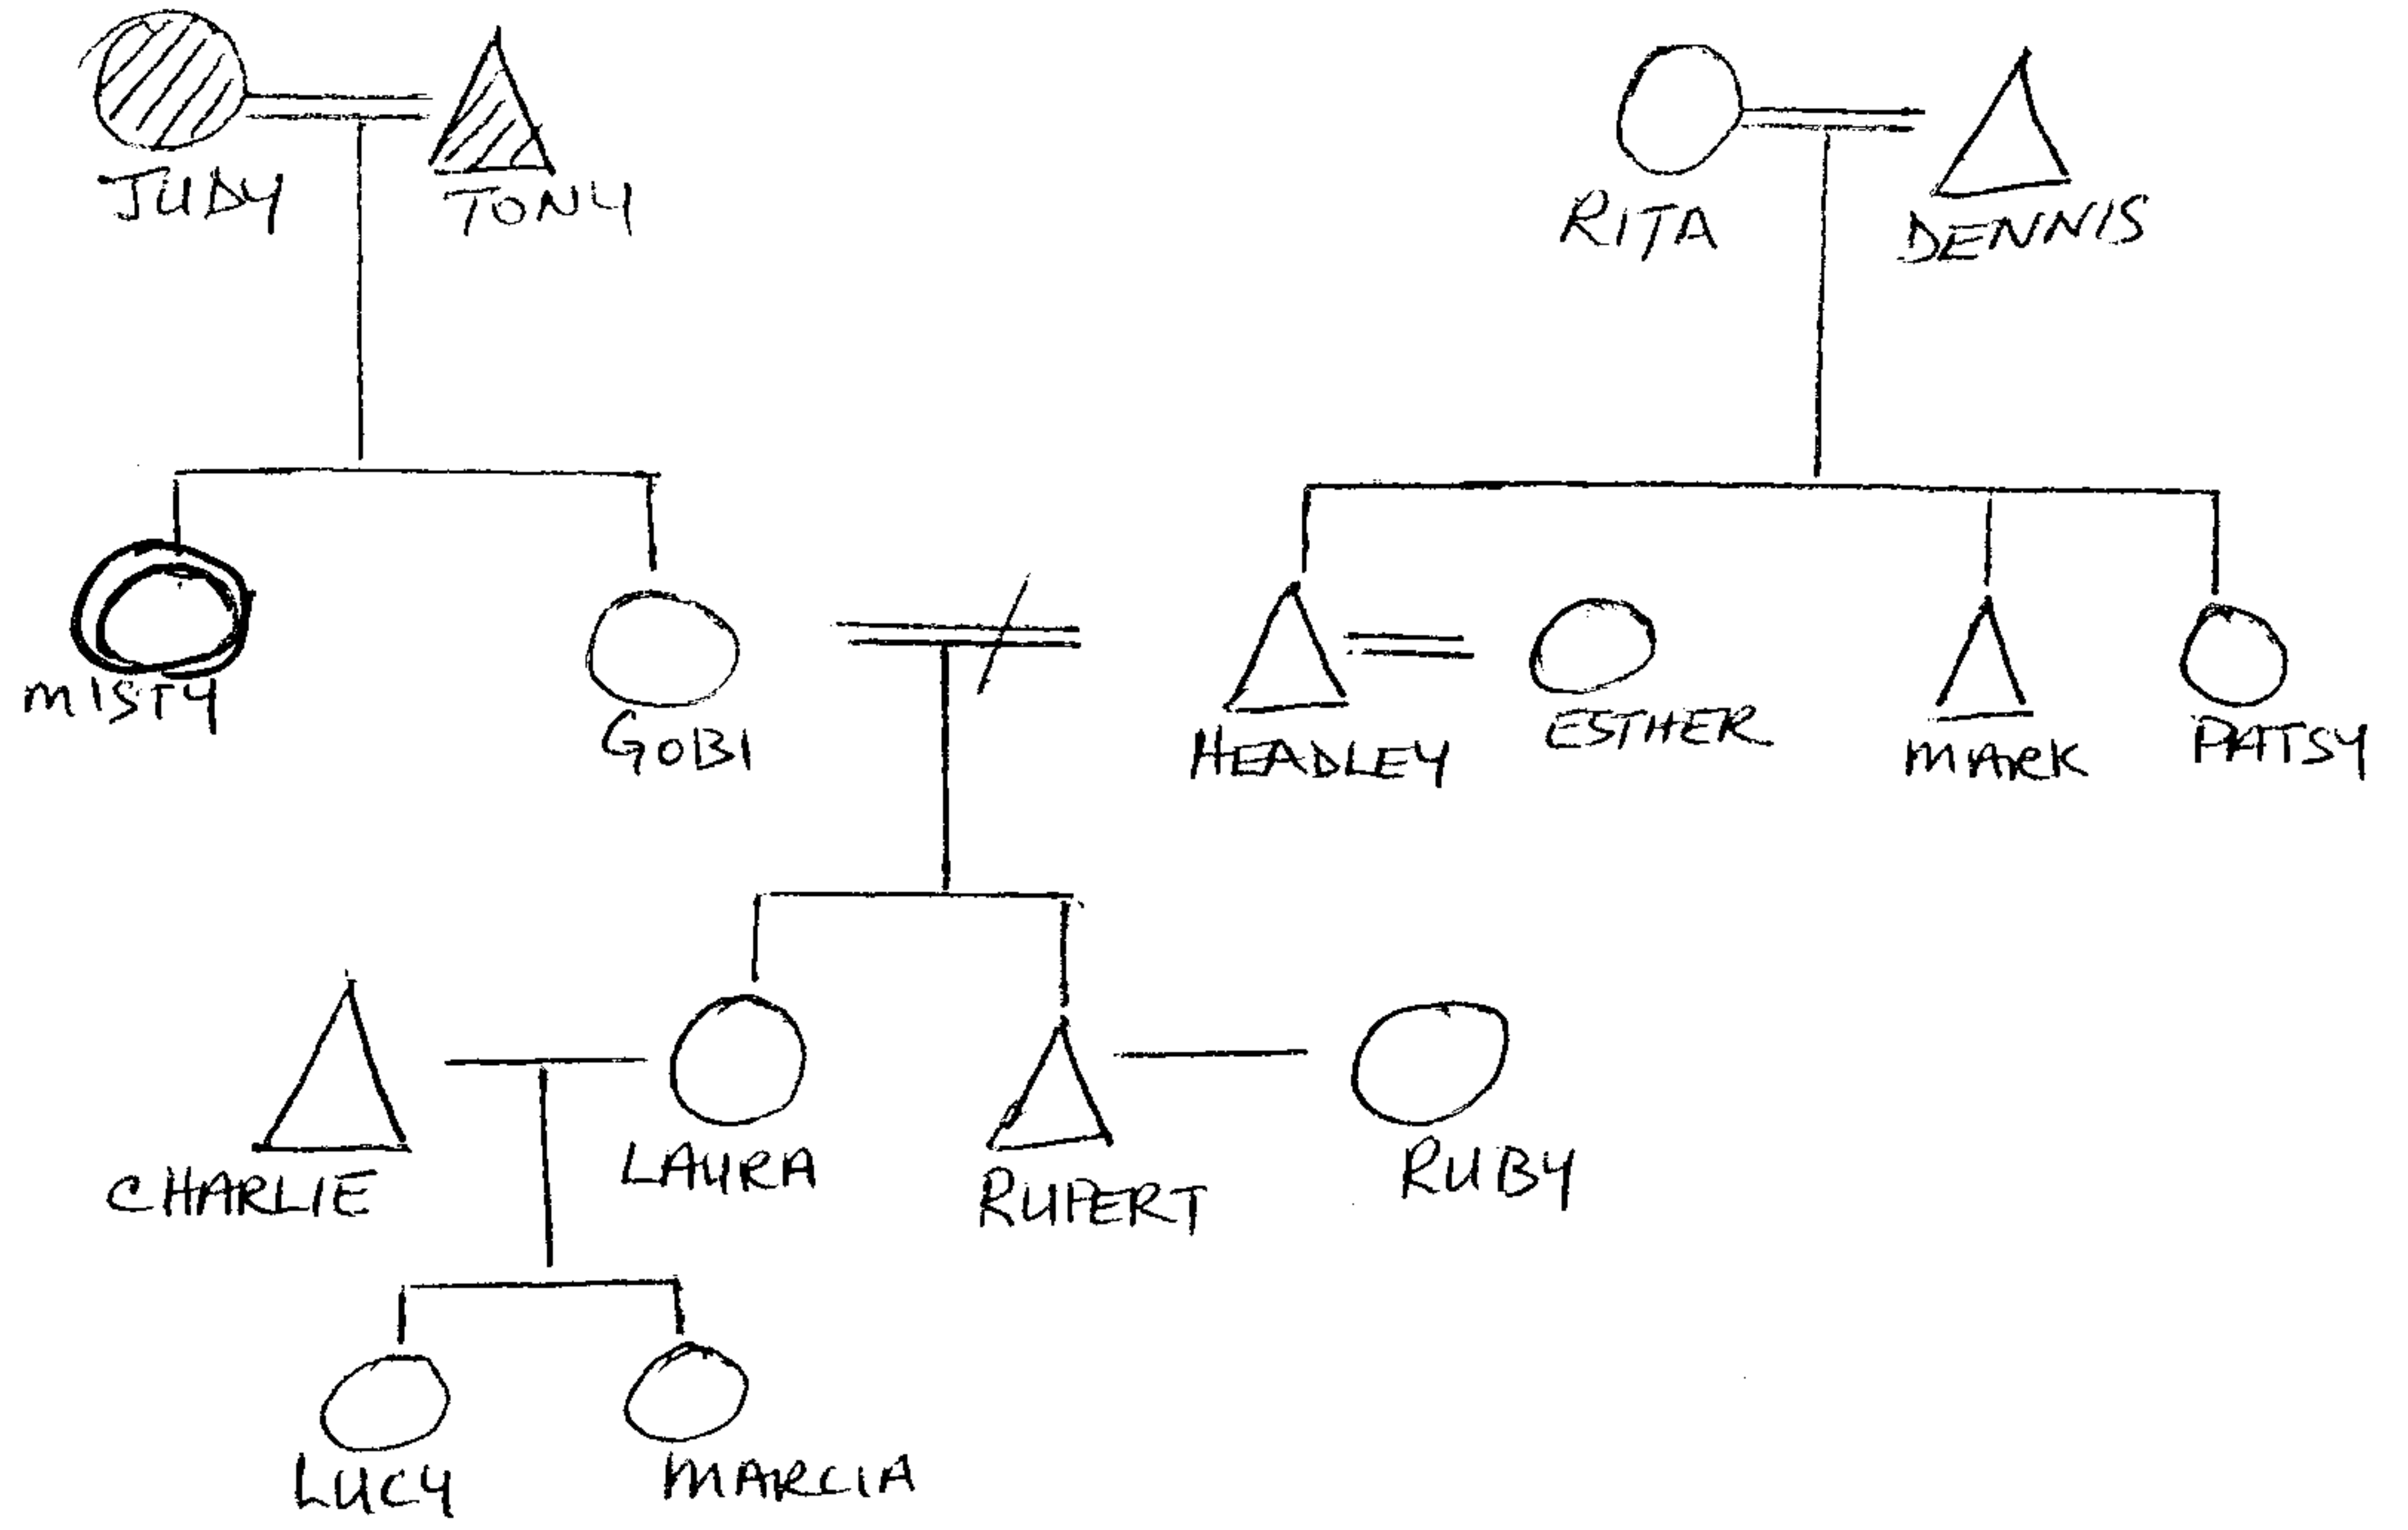 JUDY
TONY
RITA
DENNIS
MISTY
GOBI
HEADLEY
ESTHER
MARK
PATSY
CHARLIE
LAURA
RUPERT
RUBY
LUCY
MARCIA